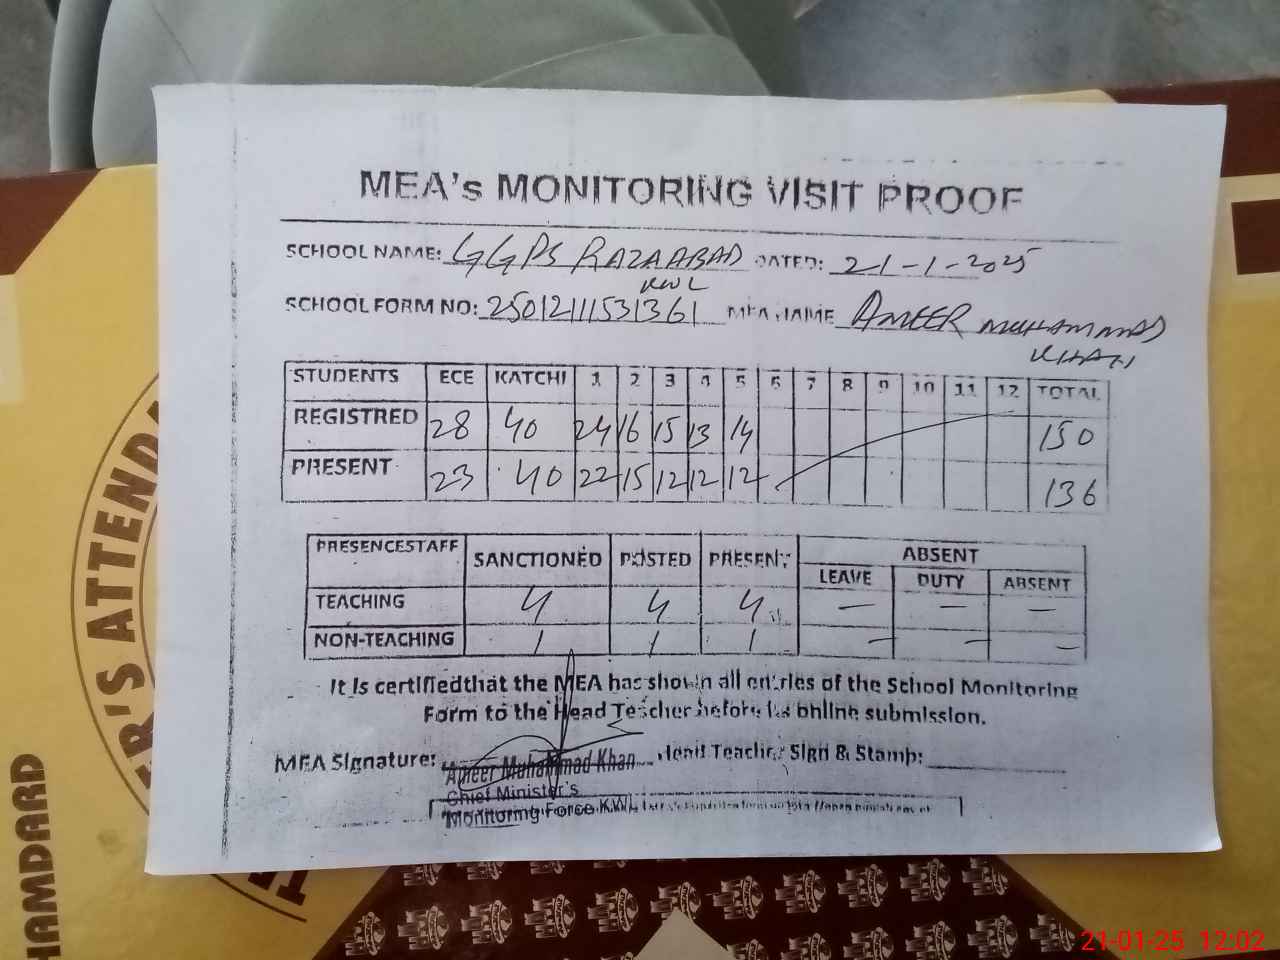 MEA's MONITORING VISIT PROOF
SCHOOL NAME: GGPS RAZAABAD KWL DATED: 21-1-2025
SCHOOL FORM NO: 25012111531361 MEA NAME AMEER MUHAMMAD KHAN
STUDENTS ECE KATCHI 1 2 3 4 5 6 7 8 9 10 11 12 TOTAL
REGISTRED 28 40 24 16 15 13 14 150
PRESENT 23 40 22 15 12 12 12 136
PRESENCESTAFF SANCTIONED POSTED PRESENT ABSENT
LEAVE DUTY ABSENT
TEACHING 4 4 4 — — —
NON-TEACHING 1 1 1 — — —
It is certifiedthat the MEA has shown all entries of the School Monitoring
Form to the Head Teacher before its online submission.
MEA Signature: Head Teacher Sign & Stamp:
Ameer Muhammad Khan
Chief Minister's
Monitoring Force KWL
R'S ATTENDA
HAMDARD
21-01-25 12:02